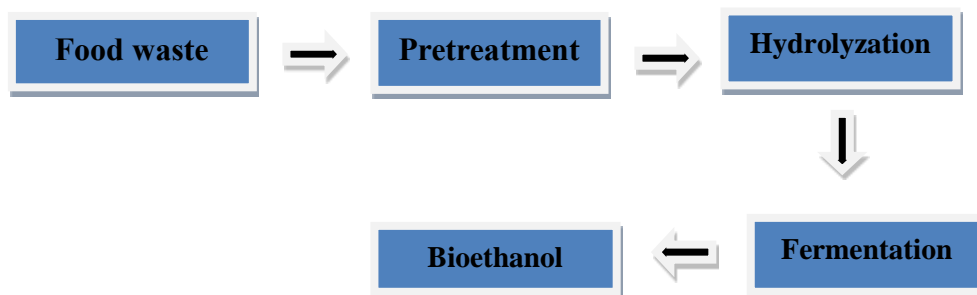 Food waste
Pretreatment
Hydrolyzation
Fermentation
Bioethanol